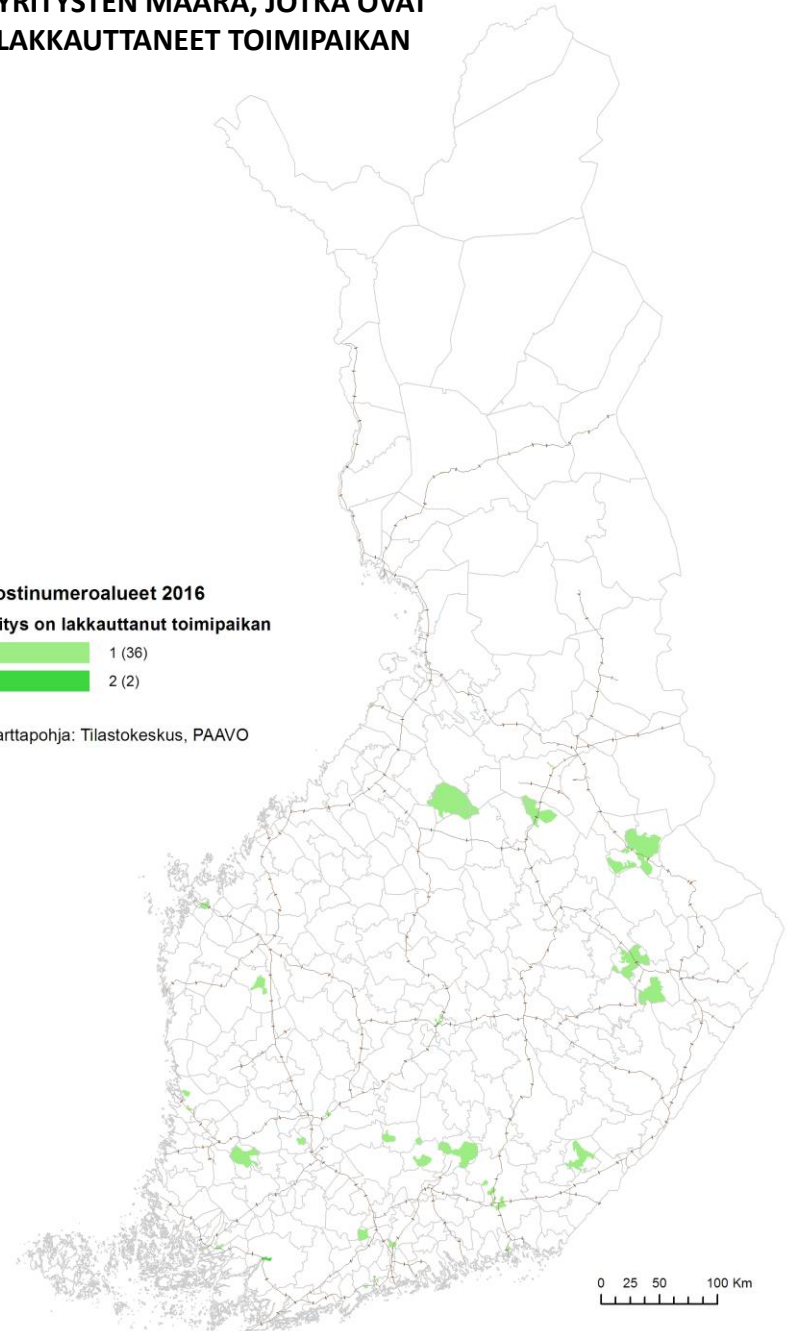 YRITYSTEN MÄÄRÄ, JOTKA OVAT
LAKKAUTTANEET TOIMIPAIKAN
ostinumeroalueet 2016
itys on lakkauttanut toimipaikan
1 (36)
2 (2)
arttapohja: Tilastokeskus, PAAVO
0 25 50 100 Km